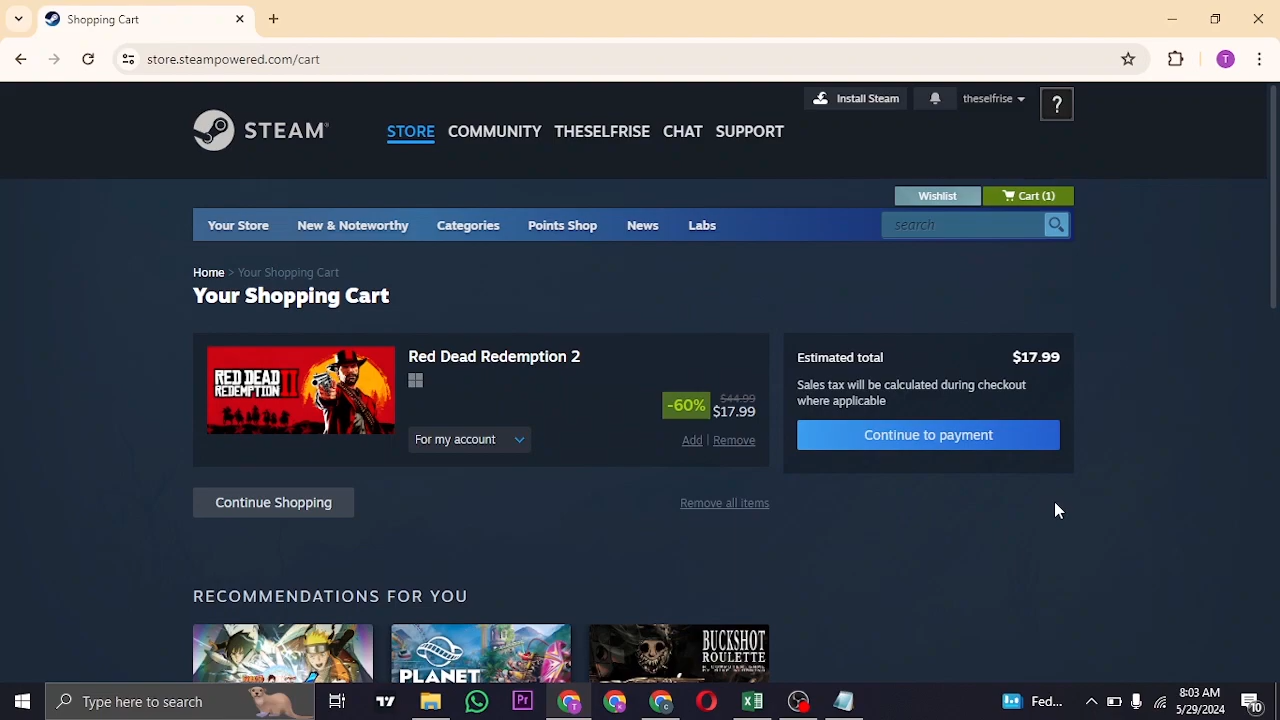 Shopping Cart
store.steampowered.com/cart
T
Install Steam
theselfrise
?
STEAM®
STORE COMMUNITY THESELFRISE CHAT SUPPORT
Wishlist
Cart (1)
Your Store New & Noteworthy Categories Points Shop News Labs
search
Home > Your Shopping Cart
Your Shopping Cart
RED DEAD
REDEMPTION II
Red Dead Redemption 2
-60%
$44.99
$17.99
For my account
Add | Remove
Estimated total $17.99
Sales tax will be calculated during checkout
where applicable
Continue to payment
Continue Shopping
Remove all items
RECOMMENDATIONS FOR YOU
PLANET
BUCKSHOT
ROULETTE
Type here to search
Pr
Fed...
8:03 AM
5/29/2024
10